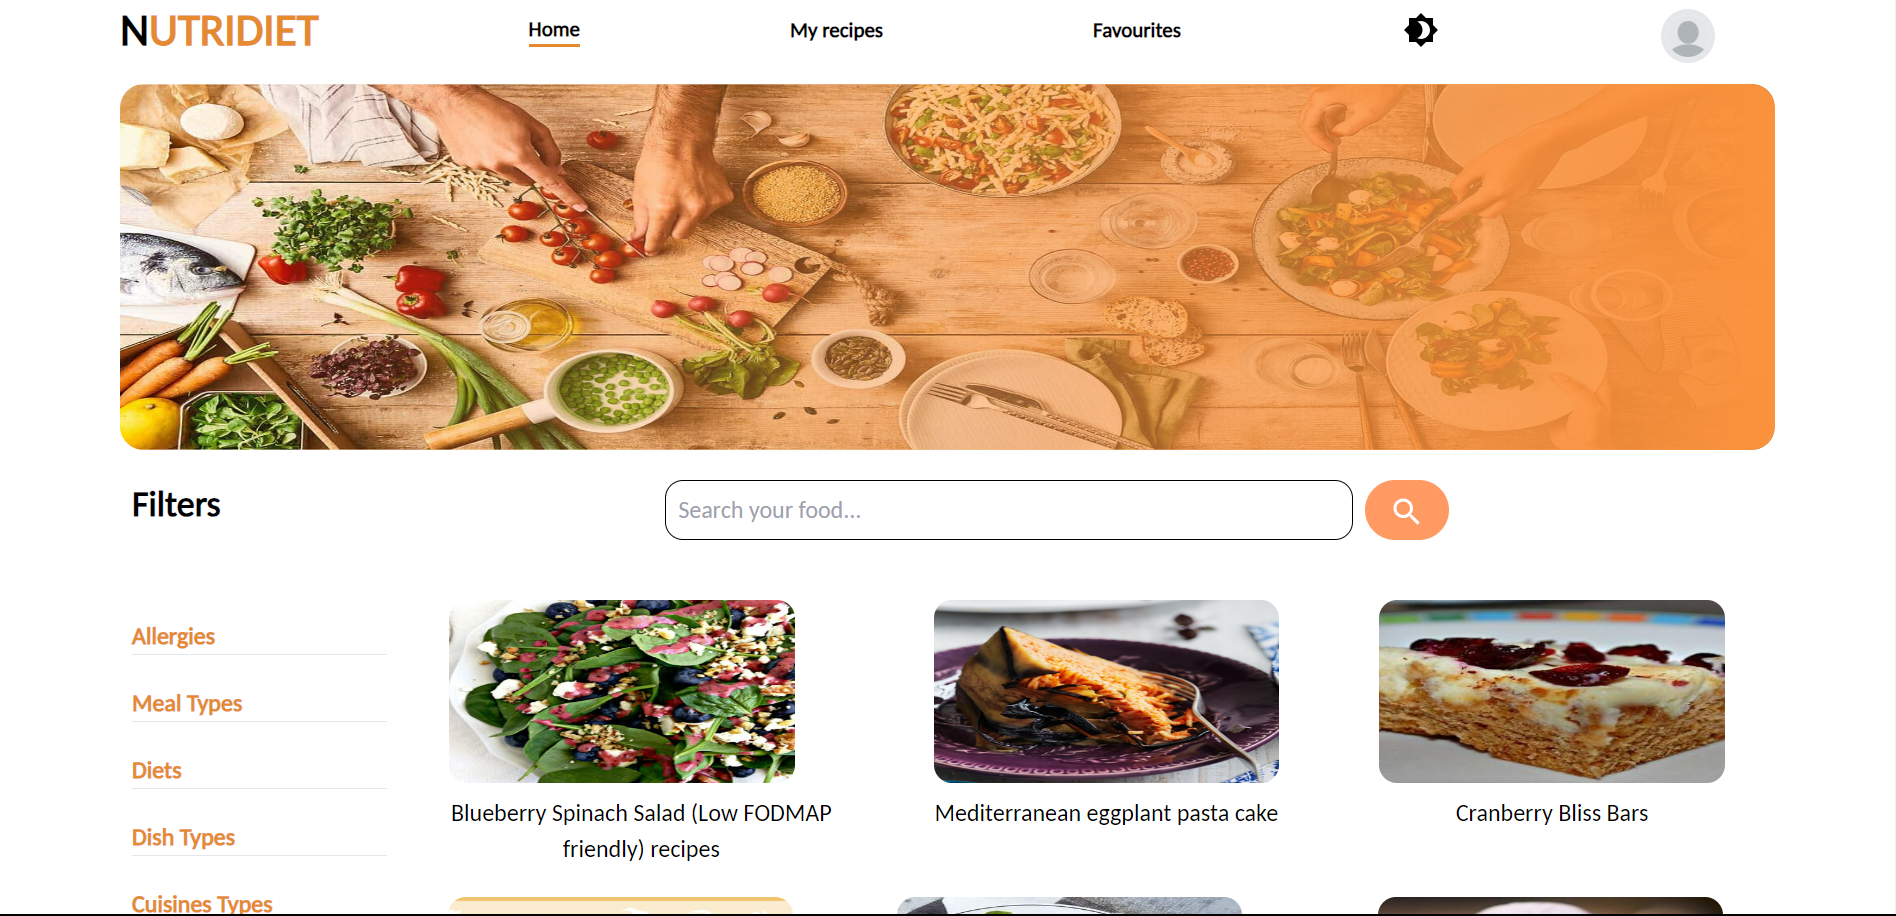 NUTRIDIET
Home
My recipes
Favourites
Filters
Search your food...
Allergies
Meal Types
Diets
Dish Types
Cuisines Types
Blueberry Spinach Salad (Low FODMAP
friendly) recipes
Mediterranean eggplant pasta cake
Cranberry Bliss Bars